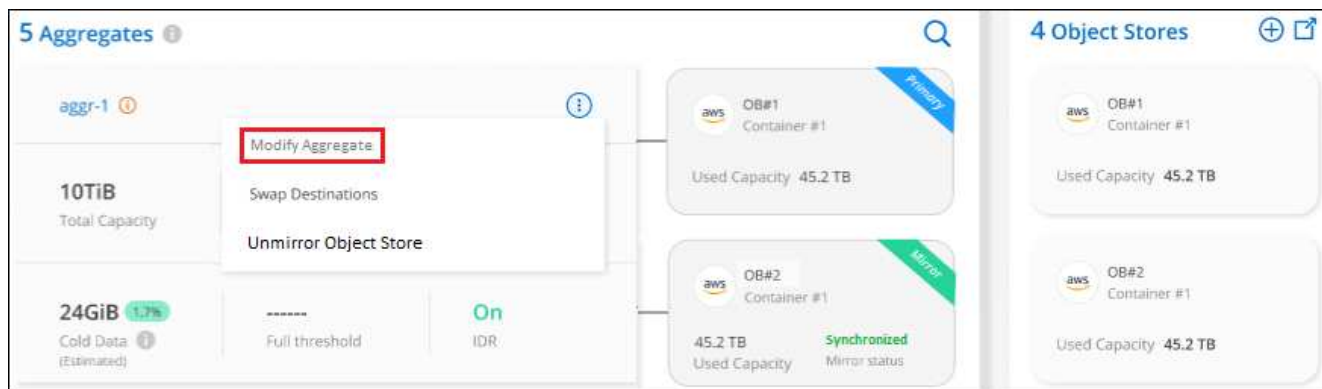 5 Aggregates
aggr-1
Modify Aggregate
Swap Destinations
Unmirror Object Store
10TiB
Total Capacity
24GiB 1.7%
Cold Data
(Estimated)
------
Full threshold
On
IDR
Primary
aws
OB#1
Container #1
Used Capacity 45.2 TB
Mirror
aws
OB#2
Container #1
45.2 TB
Used Capacity
Synchronized
Mirror status
4 Object Stores
aws
OB#1
Container #1
Used Capacity 45.2 TB
aws
OB#2
Container #1
Used Capacity 45.2 TB